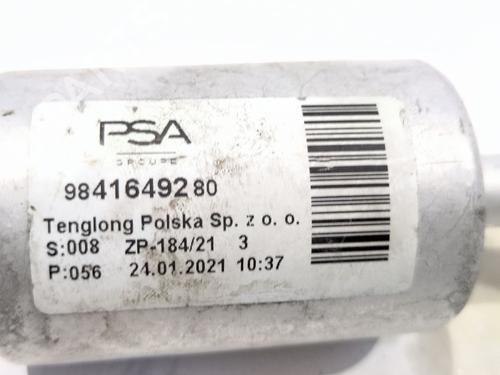 PSA
GROUPE
9841649280
Tenglong Polska Sp. z o. o.
S:008 ZP-184/21 3
P:056 24.01.2021 10:37